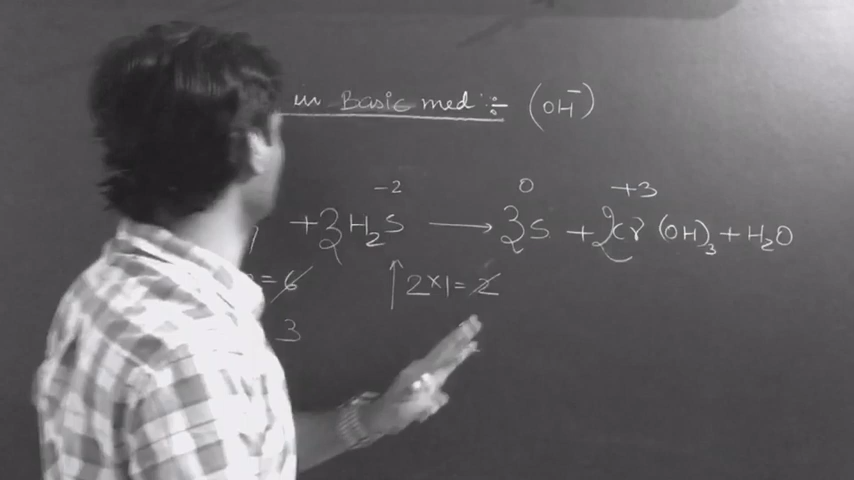 in Basic med :÷ (OH⁻)
-2 0 +3
+3H₂S → 3S + 2Cr(OH)₃ + H₂O
= 6 ↑2×1=2
3